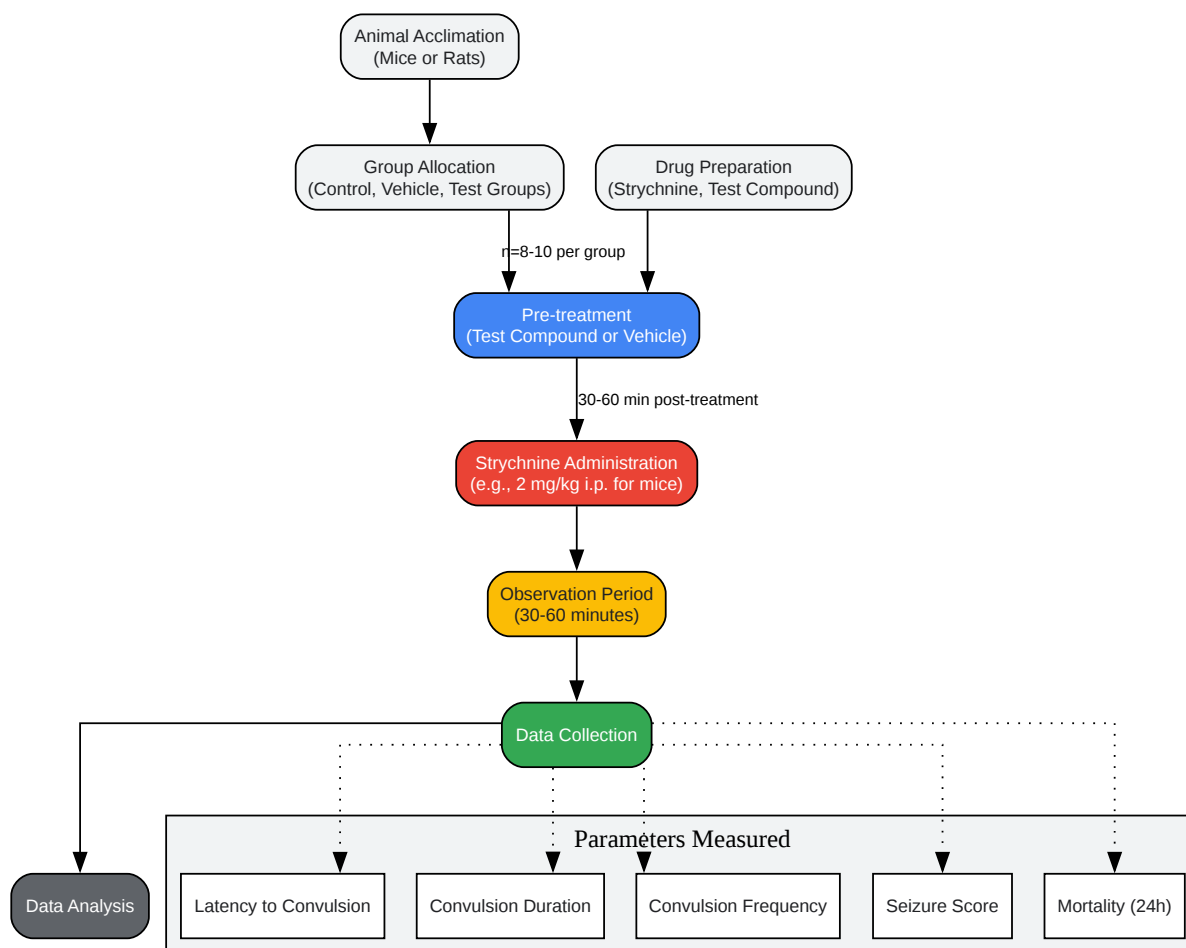 Animal Acclimation
(Mice or Rats)
Group Allocation
(Control, Vehicle, Test Groups)
Drug Preparation
(Strychnine, Test Compound)
n=8-10 per group
Pre-treatment
(Test Compound or Vehicle)
30-60 min post-treatment
Strychnine Administration
(e.g., 2 mg/kg i.p. for mice)
Observation Period
(30-60 minutes)
Data Collection
Parameters Measured
Data Analysis
Latency to Convulsion
Convulsion Duration
Convulsion Frequency
Seizure Score
Mortality (24h)